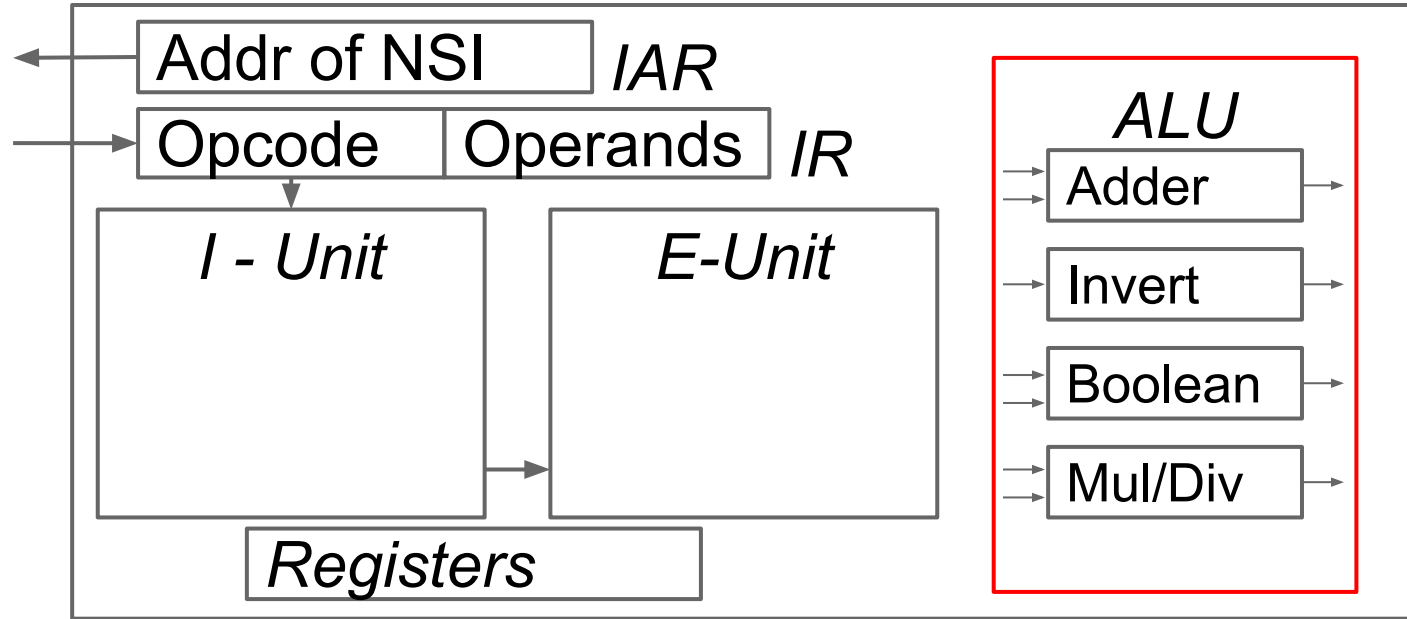 Addr of NSI IAR
Opcode Operands IR
I - Unit
E-Unit
Registers
ALU
Adder
Invert
Boolean
Mul/Div